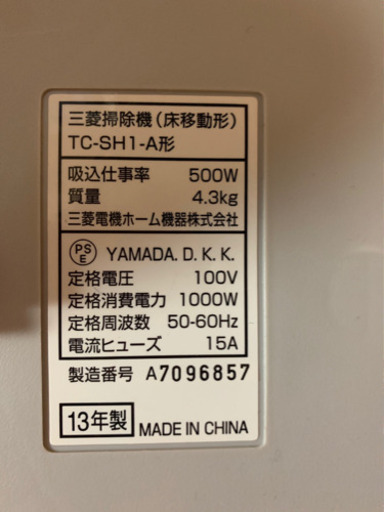 三菱掃除機(床移動形)
TC-SH1-A形
吸込仕事率 500W
質量 4.3kg
三菱電機ホーム機器株式会社
PSE YAMADA. D. K. K.
定格電圧 100V
定格消費電力 1000W
定格周波数 50-60Hz
電流ヒューズ 15A
製造番号 A7096857
13年製 MADE IN CHINA